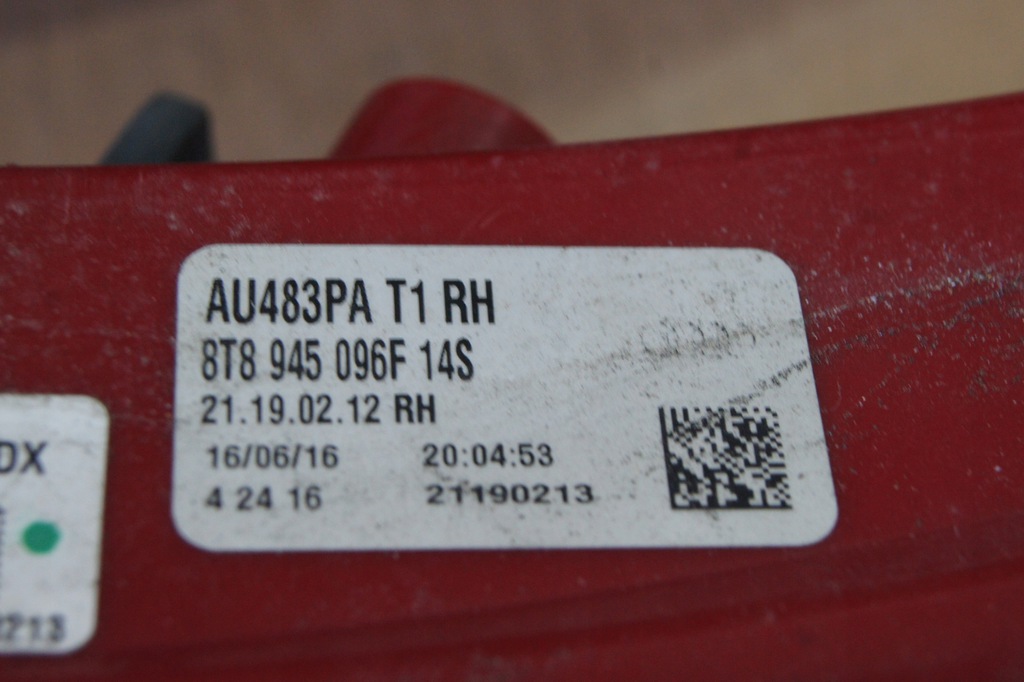 AU483PA T1 RH
8T8 945 096F 14S
21.19.02.12 RH
16/06/16 20:04:53
4 24 16 21190213
DX
213